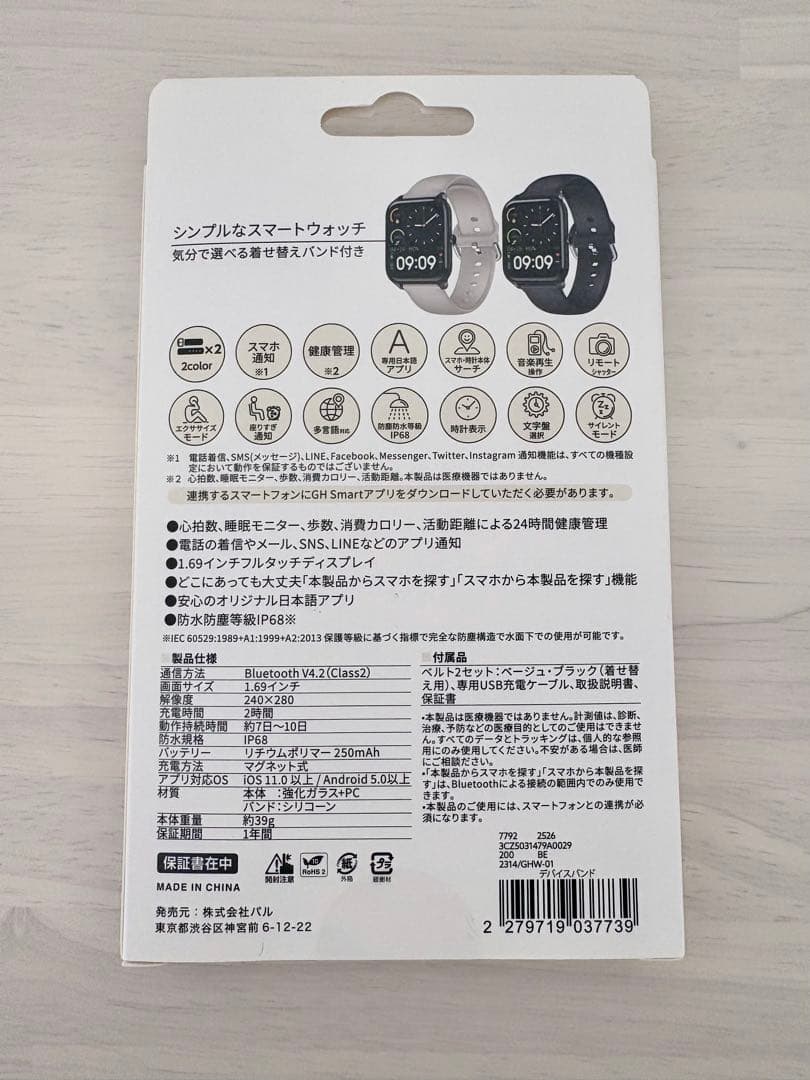 シンプルなスマートウォッチ
気分で選べる着せ替えバンド付き
09:09
09:09
×2
2color
スマホ
通知
※1
健康管理
※2
A
専用日本語
アプリ
スマホ・時計本体
サーチ
音楽再生
操作
リモート
シャッター
エクササイズ
モード
座りすぎ
通知
多言語対応
防塵防水等級
IP68
時計表示
文字盤
選択
サイレント
モード
※1 電話着信、SMS(メッセージ)、LINE、Facebook、Messenger、Twitter、Instagram 通知機能は、すべての機種設
定において動作を保証するものではございません。
※2 心拍数、睡眠モニター、歩数、消費カロリー、活動距離。本製品は医療機器ではありません。
連携するスマートフォンにGH Smartアプリをダウンロードしていただく必要があります。
●心拍数、睡眠モニター、歩数、消費カロリー、活動距離による24時間健康管理
●電話の着信やメール、SNS、LINEなどのアプリ通知
●1.69インチフルタッチディスプレイ
●どこにあっても大丈夫「本製品からスマホを探す」「スマホから本製品を探す」機能
●安心のオリジナル日本語アプリ
●防水防塵等級IP68※
※IEC 60529:1989+A1:1999+A2:2013 保護等級に基づく指標で完全な防塵構造で水面下での使用が可能です。
製品仕様
通信方法 Bluetooth V4.2(Class2)
画面サイズ 1.69インチ
解像度 240×280
充電時間 2時間
動作持続時間 約7日〜10日
防水規格 IP68
バッテリー リチウムポリマー 250mAh
充電方法 マグネット式
アプリ対応OS iOS 11.0 以上 / Android 5.0以上
材質 本体 :強化ガラス+PC
バンド:シリコーン
本体重量 約39g
保証期間 1年間
付属品
ベルト2セット:ベージュ・ブラック(着せ替
え用)、専用USB充電ケーブル、取扱説明書、
保証書
・本製品は医療機器ではありません。計測値は、診断、
治療、予防などの医療目的としてのご使用はできませ
ん。すべてのデータとトラッキングは、個人的な参照
用にのみ使用してください。不安がある場合は、医師
にご相談ください。
・「本製品からスマホを探す」「スマホから本製品を探
す」は、Bluetoothによる接続の範囲内でのみ使用で
きます。
・本製品のご使用には、スマートフォンとの連携が必
須になります。
保証書在中
開封注意
10
RoHS 2
紙
外箱
プラ
緩衝材
MADE IN CHINA
発売元:株式会社パル
東京都渋谷区神宮前 6-12-22
7792 2526
3CZ5031479A0029
200 BE
2314/GHW-01
デバイスバンド
2 279719 037739